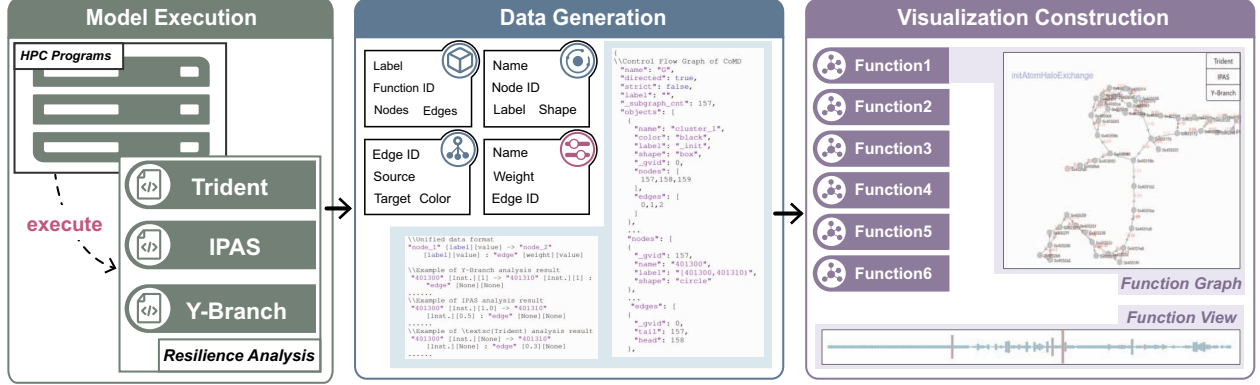 Model Execution
HPC Programs
execute
Trident
IPAS
Y-Branch
Resilience Analysis
Data Generation
Label
Function ID
Nodes Edges
Name
Node ID
Label Shape
Edge ID
Source
Target Color
Name
Weight
Edge ID
\\Unified data format
"node_1" [label][value] -> "node_2"
[label][value] : "edge" [weight][value]
\\Example of Y-Branch analysis result
"401300" [Inst.][1] -> "401310" [Inst.][1] :
"edge" [None][None]
......
\\Example of IPAS analysis result
"401300" [Inst.][1.0] -> "401310"
[Inst.][0.5] : "edge" [None][None]
......
\\Example of \textsc{Trident} analysis result
"401300" [Inst.][None] -> "401310"
[Inst.][None] : "edge" [0.3][None]
......
{
\\Control Flow Graph of CoMD
"name": "G",
"directed": true,
"strict": false,
"label": "",
"_subgraph_cnt": 157,
"objects": [
{
"name": "cluster_1",
"color": "black",
"label": "_init",
"shape": "box",
"_gvid": 0,
"nodes": [
157,158,159
],
"edges": [
0,1,2
]
},
...
"nodes": [
{
"_gvid": 157,
"name": "401300",
"label": "[401300,401310)",
"shape": "circle"
},
...
"edges": [
{
"_gvid": 0,
"tail": 157,
"head": 158
},
Visualization Construction
Function1
Function2
Function3
Function4
Function5
Function6
initAtomHaloExchange
Trident
IPAS
Y-Branch
Function Graph
Function View